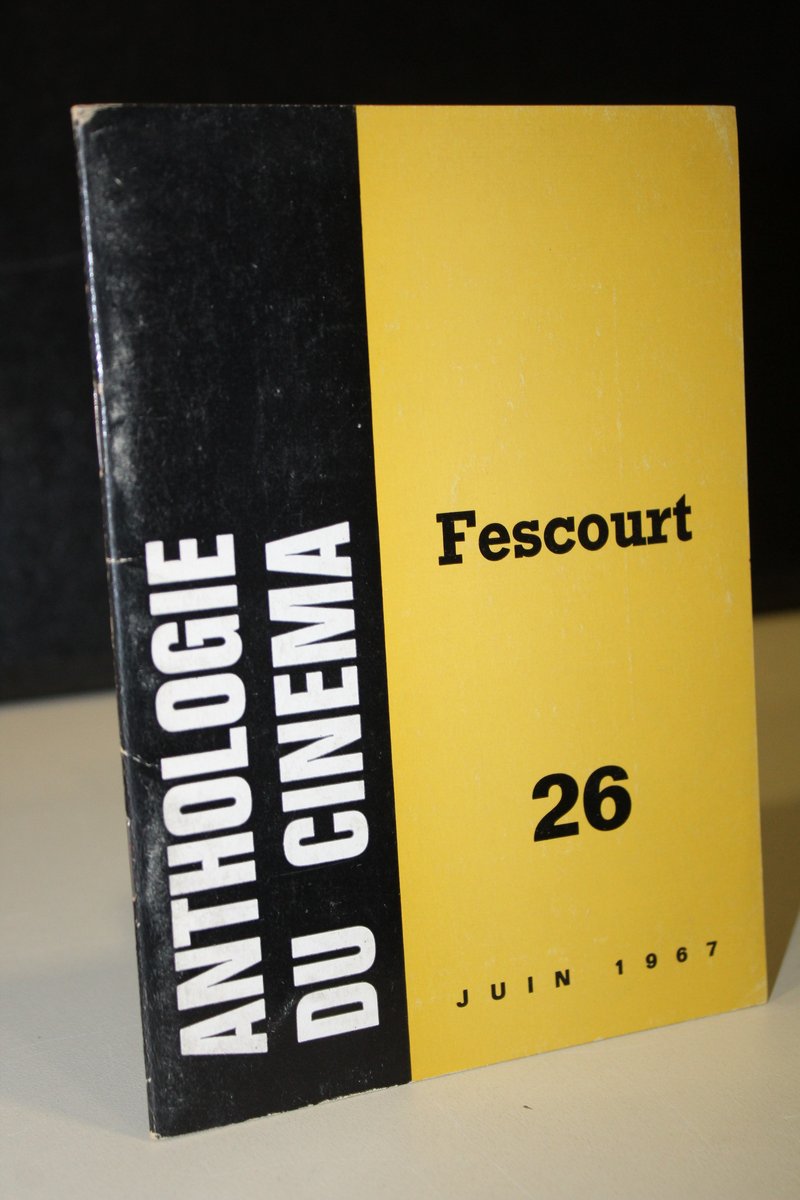 ANTHOLOGIE
DU CINEMA
Fescourt
26
JUIN 1967